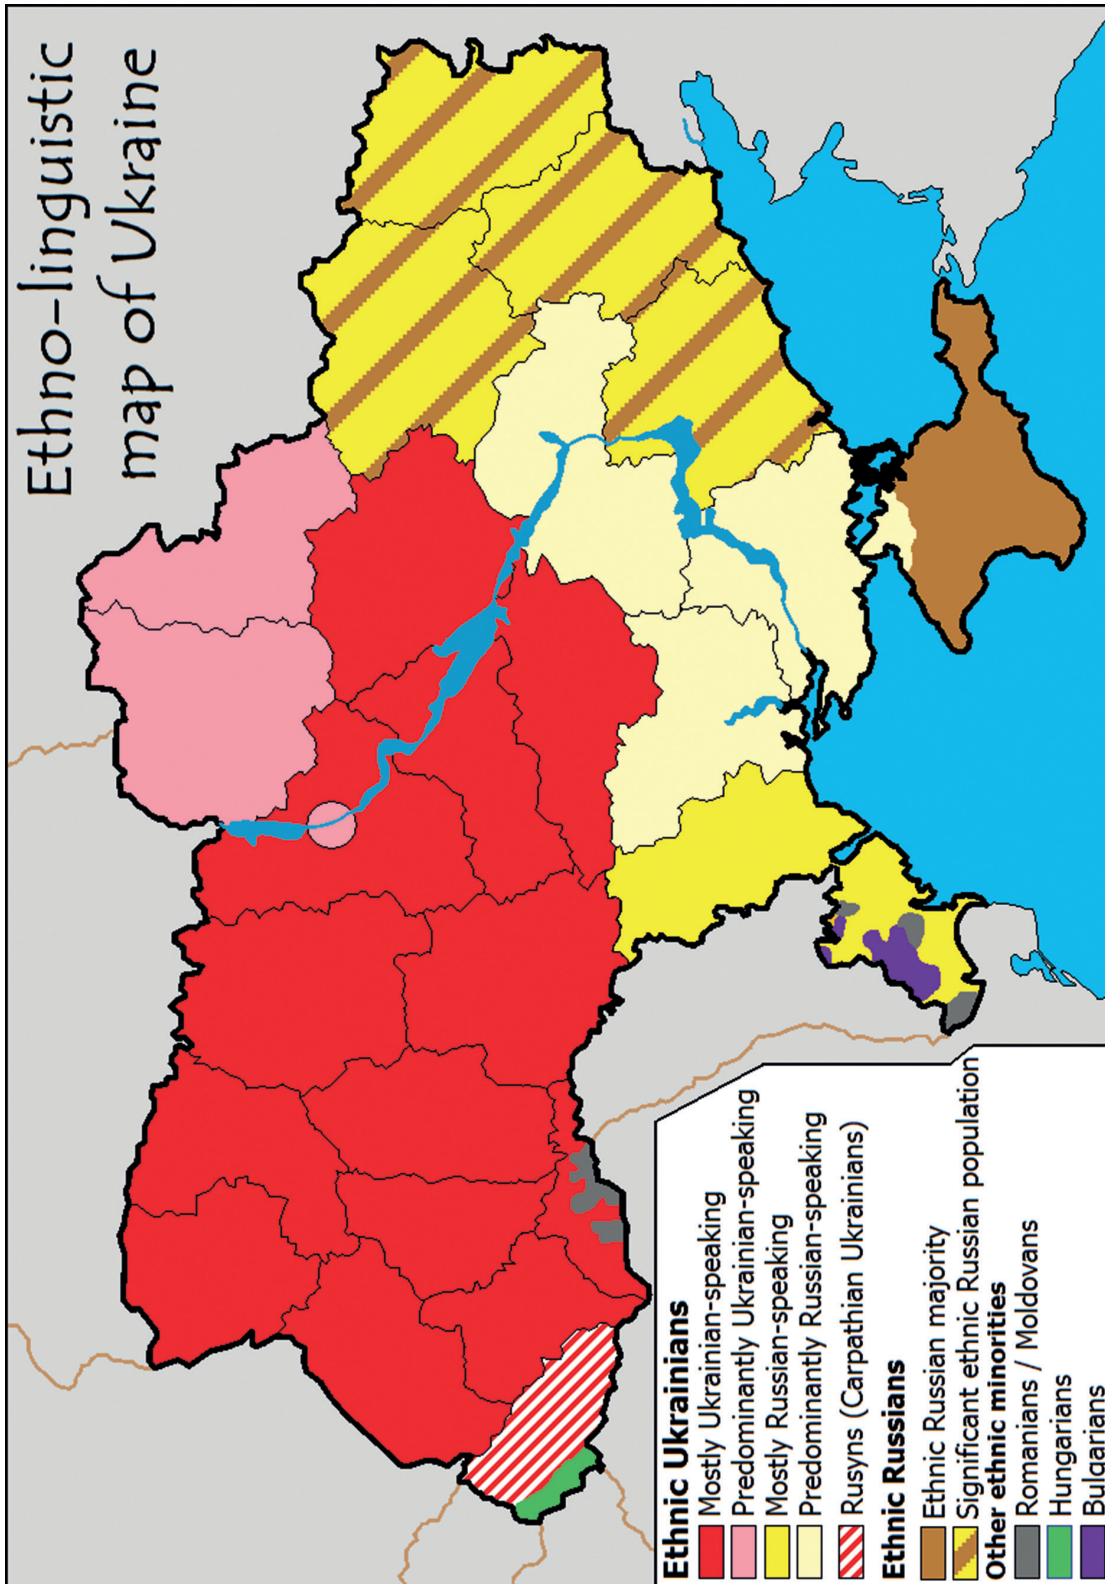 Ethno-linguistic
map of Ukraine
Ethnic Ukrainians
Mostly Ukrainian-speaking
Predominantly Ukrainian-speaking
Mostly Russian-speaking
Predominantly Russian-speaking
Rusyns (Carpathian Ukrainians)
Ethnic Russians
Ethnic Russian majority
Significant ethnic Russian population
Other ethnic minorities
Romanians / Moldovans
Hungarians
Bulgarians